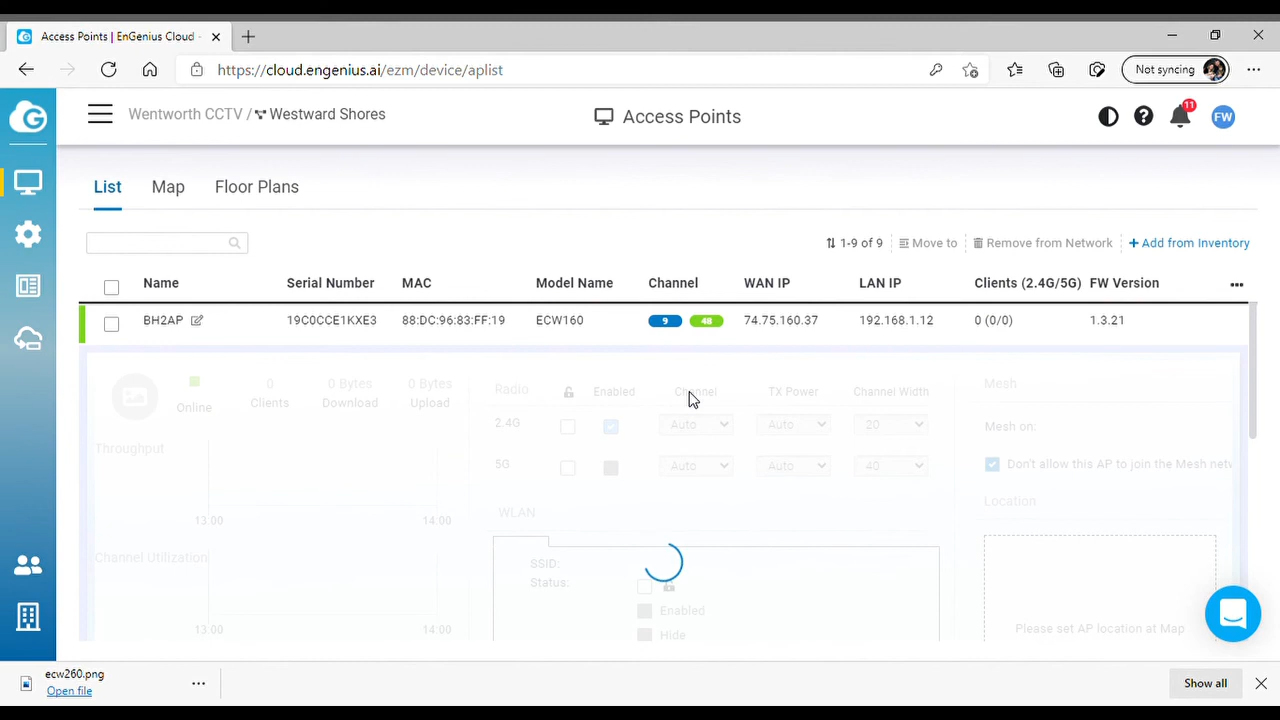 Access Points | EnGenius Cloud -
https://cloud.engenius.ai/ezm/device/aplist
Not syncing
Wentworth CCTV / Westward Shores
Access Points
11
FW
List
Map
Floor Plans
1-9 of 9
Move to
Remove from Network
+ Add from Inventory
Name
Serial Number
MAC
Model Name
Channel
WAN IP
LAN IP
Clients (2.4G/5G)
FW Version
BH2AP
19C0CCE1KXE3
88:DC:96:83:FF:19
ECW160
9
48
74.75.160.37
192.168.1.12
0 (0/0)
1.3.21
Online
0
Clients
0 Bytes
Download
0 Bytes
Upload
Throughput
13:00
14:00
Channel Utilization
13:00
14:00
Radio
Enabled
Channel
TX Power
Channel Width
2.4G
Auto
Auto
20
5G
Auto
Auto
40
WLAN
SSID:
Status:
Enabled
Hide
Mesh
Mesh on:
Don't allow this AP to join the Mesh netw
Location
Please set AP location at Map
ecw260.png
Open file
Show all